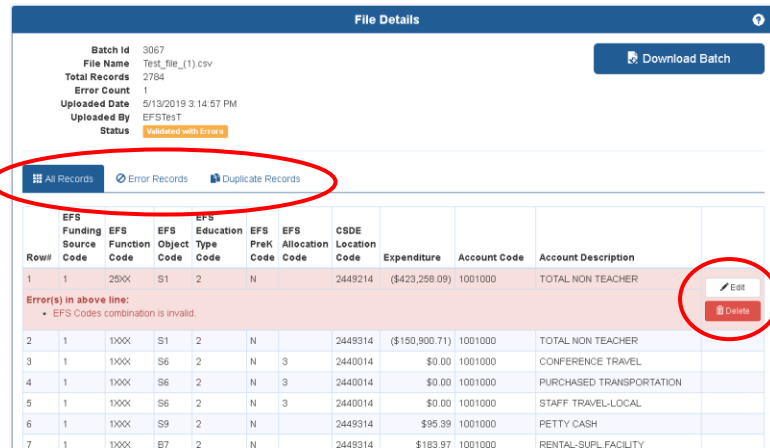 File Details
Batch Id 3067
File Name Test_file_(1).csv
Total Records 2784
Error Count 1
Uploaded Date 5/13/2019 3:14:57 PM
Uploaded By EFSTesT
Status Validated with Errors
Download Batch
All Records Error Records Duplicate Records
Row# EFS Funding Source Code EFS Function Code EFS Object Code EFS Education Type Code EFS PreK Code EFS Allocation Code CSDE Location Code Expenditure Account Code Account Description
1 1 25XX S1 2 N 2449214 ($423,258.09) 1001000 TOTAL NON TEACHER
Edit
Error(s) in above line:
• EFS Codes combination is invalid.
Delete
2 1 1XXX S1 2 N 2449314 ($150,900.71) 1001000 TOTAL NON TEACHER
3 1 1XXX S6 2 N 3 2440014 $0.00 1001000 CONFERENCE TRAVEL
4 1 1XXX S6 2 N 3 2440014 $0.00 1001000 PURCHASED TRANSPORTATION
5 1 1XXX S6 2 N 3 2440014 $0.00 1001000 STAFF TRAVEL-LOCAL
6 1 1XXX S9 2 N 2449314 $95.39 1001000 PETTY CASH
7 1 1XXX B7 2 N 2449314 $183.97 1001000 RENTAL-SUPL.FACILITY